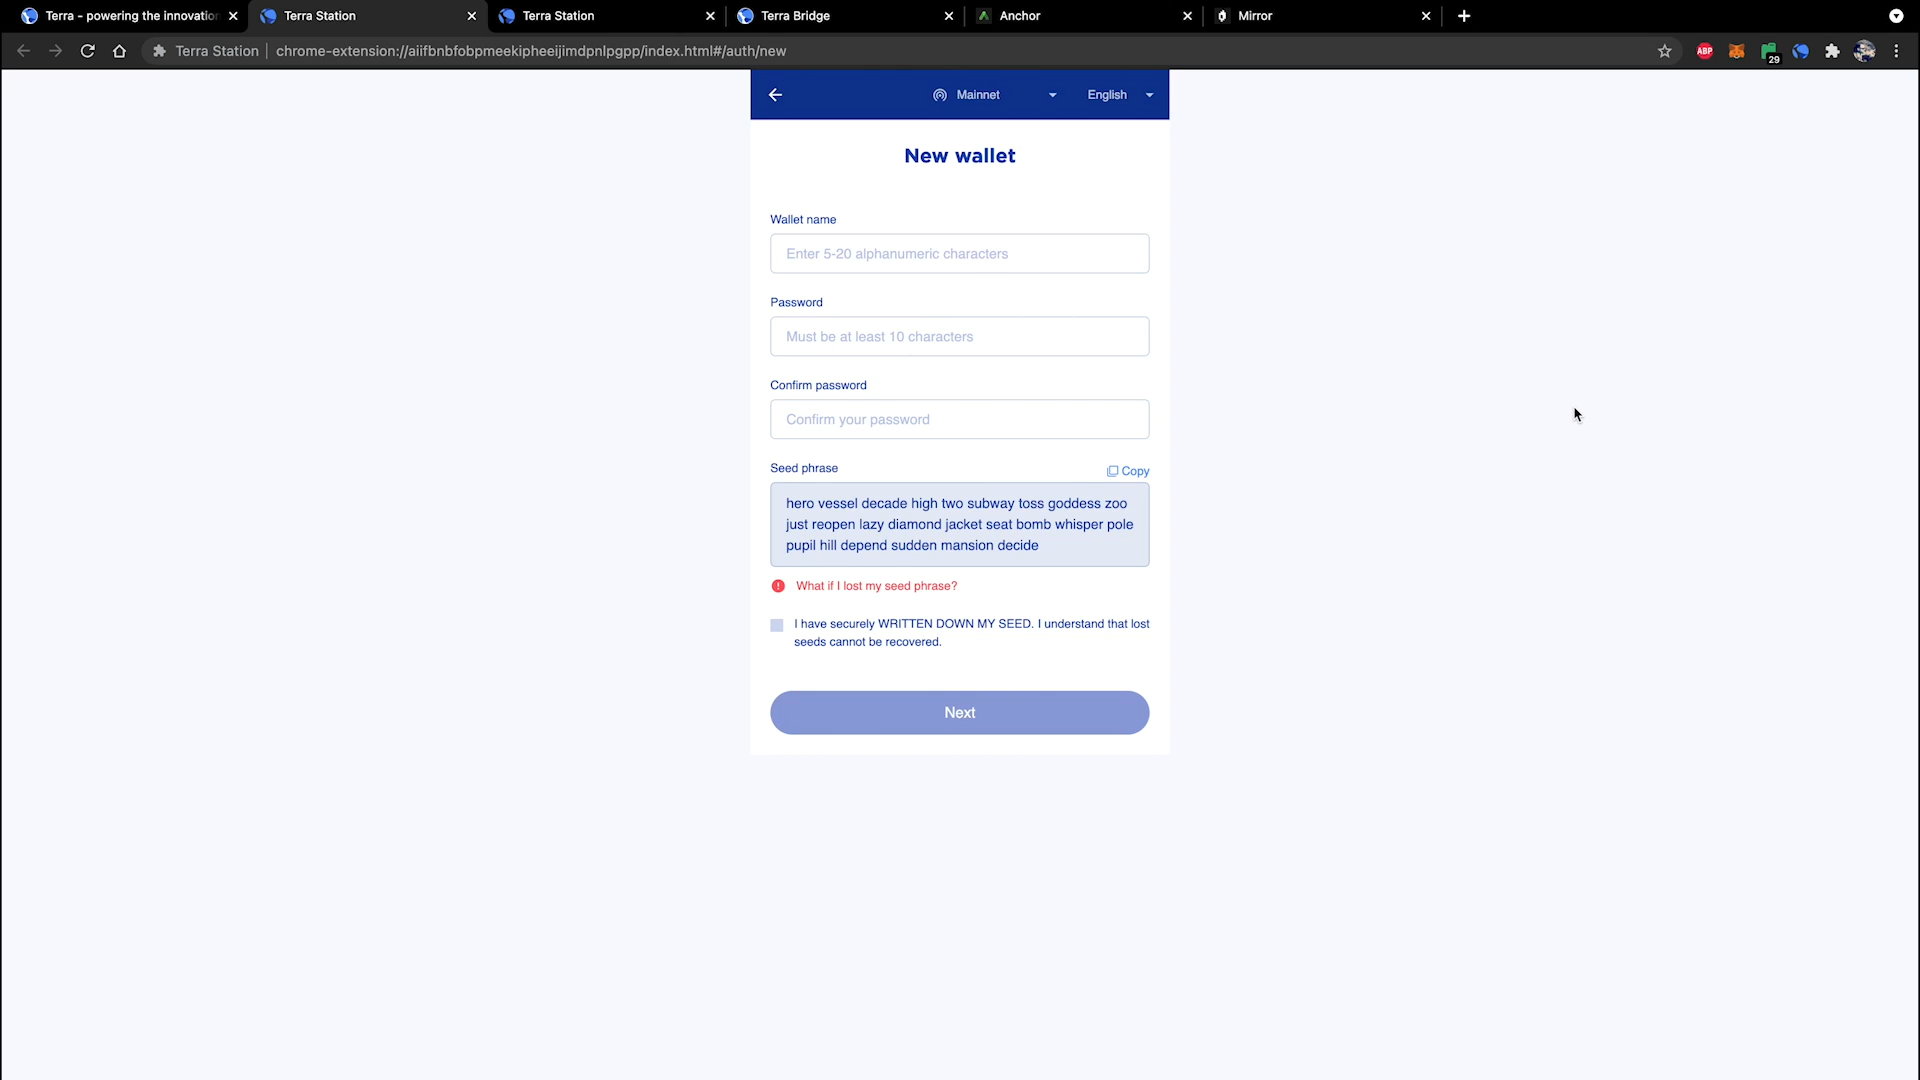 Terra - powering the innovation
Terra Station
Terra Station
Terra Bridge
Anchor
Mirror
Terra Station
chrome-extension://aiifbnbfobpmeekipheeijimdpnlpgpp/index.html#/auth/new
ABP
29
Mainnet
English
New wallet
Wallet name
Enter 5-20 alphanumeric characters
Password
Must be at least 10 characters
Confirm password
Confirm your password
Seed phrase
Copy
hero vessel decade high two subway toss goddess zoo
just reopen lazy diamond jacket seat bomb whisper pole
pupil hill depend sudden mansion decide
What if I lost my seed phrase?
I have securely WRITTEN DOWN MY SEED. I understand that lost
seeds cannot be recovered.
Next